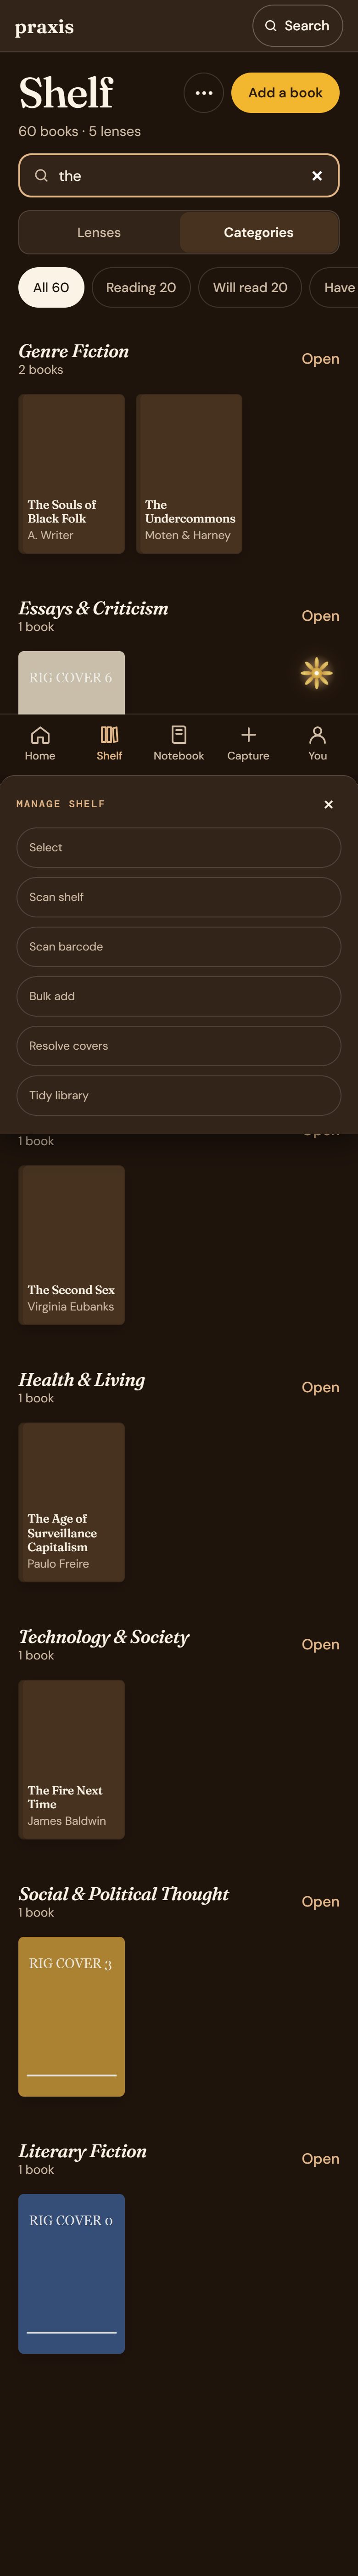 praxis
Search
Shelf
Add a book
60 books · 5 lenses
the
Lenses
Categories
All 60
Reading 20
Will read 20
Have
Genre Fiction
2 books
Open
The Souls of
Black Folk
A. Writer
The
Undercommons
Moten & Harney
Essays & Criticism
1 book
Open
RIG COVER 6
Home
Shelf
Notebook
Capture
You
MANAGE SHELF
Select
Scan shelf
Scan barcode
Bulk add
Resolve covers
Tidy library
1 book
Open
The Second Sex
Virginia Eubanks
Health & Living
1 book
Open
The Age of
Surveillance
Capitalism
Paulo Freire
Technology & Society
1 book
Open
The Fire Next
Time
James Baldwin
Social & Political Thought
1 book
Open
RIG COVER 3
Literary Fiction
1 book
Open
RIG COVER 0